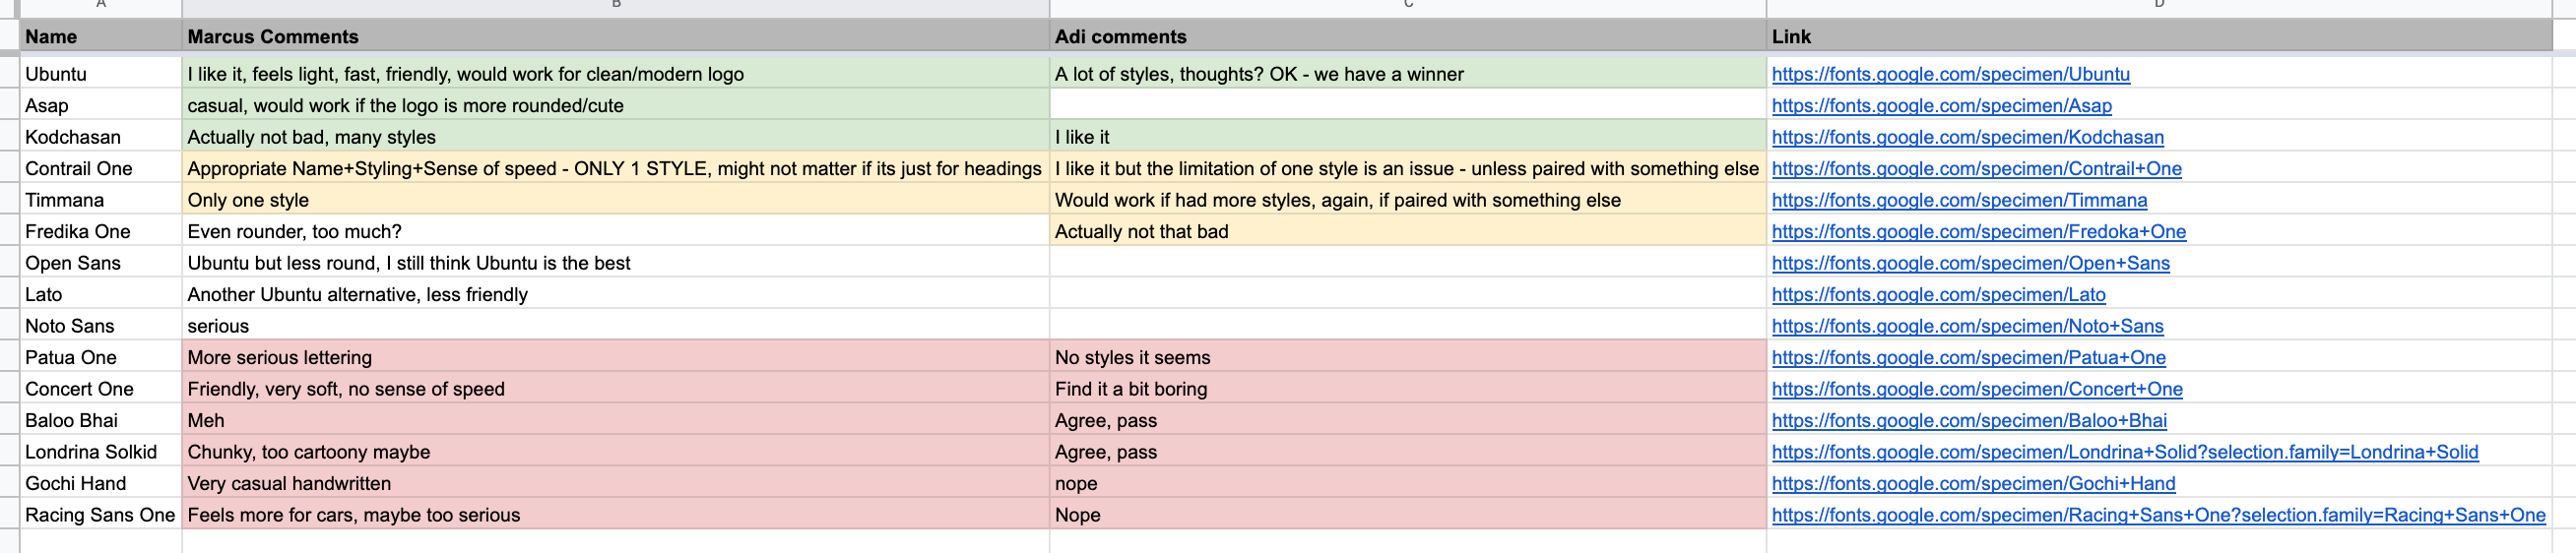 A B C D
Name Marcus Comments Adi comments Link
Ubuntu I like it, feels light, fast, friendly, would work for clean/modern logo A lot of styles, thoughts? OK - we have a winner https://fonts.google.com/specimen/Ubuntu
Asap casual, would work if the logo is more rounded/cute https://fonts.google.com/specimen/Asap
Kodchasan Actually not bad, many styles I like it https://fonts.google.com/specimen/Kodchasan
Contrail One Appropriate Name+Styling+Sense of speed - ONLY 1 STYLE, might not matter if its just for headings I like it but the limitation of one style is an issue - unless paired with something else https://fonts.google.com/specimen/Contrail+One
Timmana Only one style Would work if had more styles, again, if paired with something else https://fonts.google.com/specimen/Timmana
Fredika One Even rounder, too much? Actually not that bad https://fonts.google.com/specimen/Fredoka+One
Open Sans Ubuntu but less round, I still think Ubuntu is the best https://fonts.google.com/specimen/Open+Sans
Lato Another Ubuntu alternative, less friendly https://fonts.google.com/specimen/Lato
Noto Sans serious https://fonts.google.com/specimen/Noto+Sans
Patua One More serious lettering No styles it seems https://fonts.google.com/specimen/Patua+One
Concert One Friendly, very soft, no sense of speed Find it a bit boring https://fonts.google.com/specimen/Concert+One
Baloo Bhai Meh Agree, pass https://fonts.google.com/specimen/Baloo+Bhai
Londrina Solkid Chunky, too cartoony maybe Agree, pass https://fonts.google.com/specimen/Londrina+Solid?selection.family=Londrina+Solid
Gochi Hand Very casual handwritten nope https://fonts.google.com/specimen/Gochi+Hand
Racing Sans One Feels more for cars, maybe too serious Nope https://fonts.google.com/specimen/Racing+Sans+One?selection.family=Racing+Sans+One